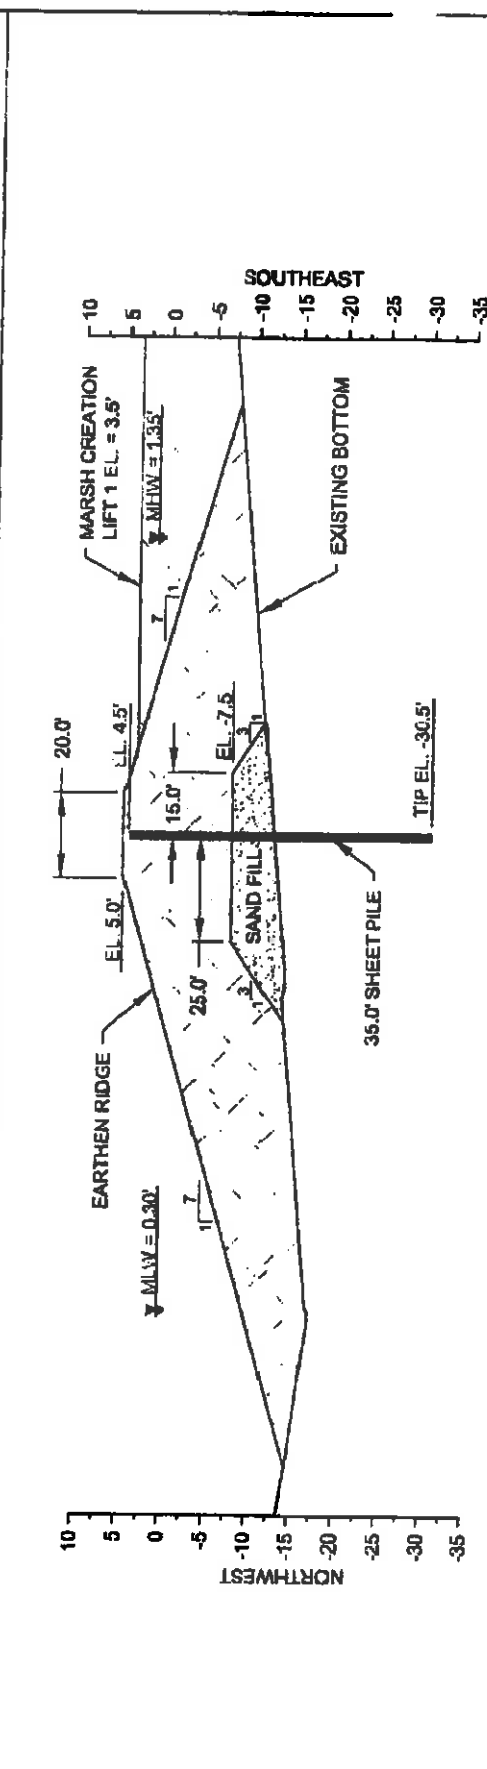 NORTHWEST
10
5
0
-5
-10
-15
-20
-25
-30
-35
MLW = 0.30'
EARTHEN RIDGE
1
7
EL. 5.0'
20.0'
EL. 4.5'
25.0'
15.0'
EL. -7.5
SAND FILL
3
1
3
1
7
1
35.0' SHEET PILE
TIP EL. -30.5'
MARSH CREATION
LIFT 1 EL. = 3.5'
MHW = 1.35'
EXISTING BOTTOM
SOUTHEAST
10
5
0
-5
-10
-15
-20
-25
-30
-35